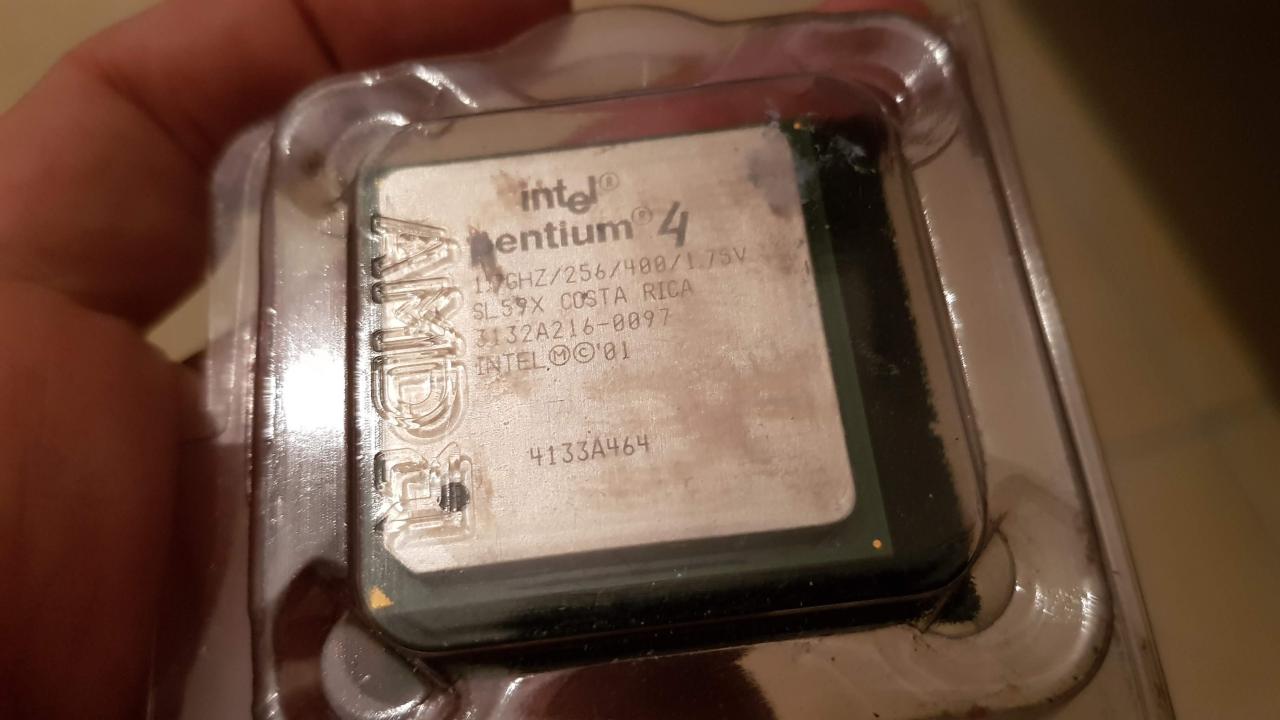 intel®
pentium® 4
1.7GHZ/256/400/1.75V
SL59X COSTA RICA
3132A216-0097
INTEL Ⓜ©'01
4133A464
AMD